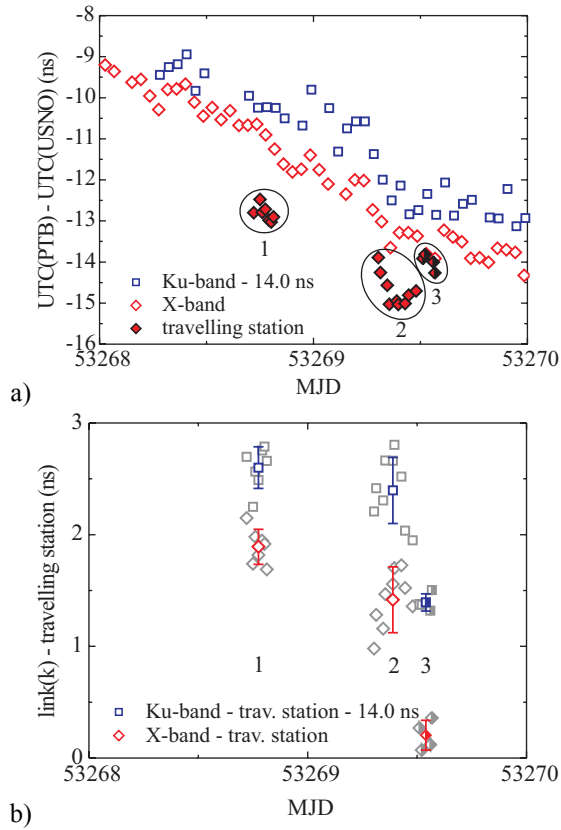 -8
-9
-10
-11
-12
-13
-14
-15
-16
UTC(PTB) - UTC(USNO) (ns)
1
2
3
Ku-band - 14.0 ns
X-band
travelling station
53268
53269
53270
MJD
a)
3
2
1
0
link(k) - travelling station (ns)
1
2
3
Ku-band - trav. station - 14.0 ns
X-band - trav. station
53268
53269
53270
MJD
b)